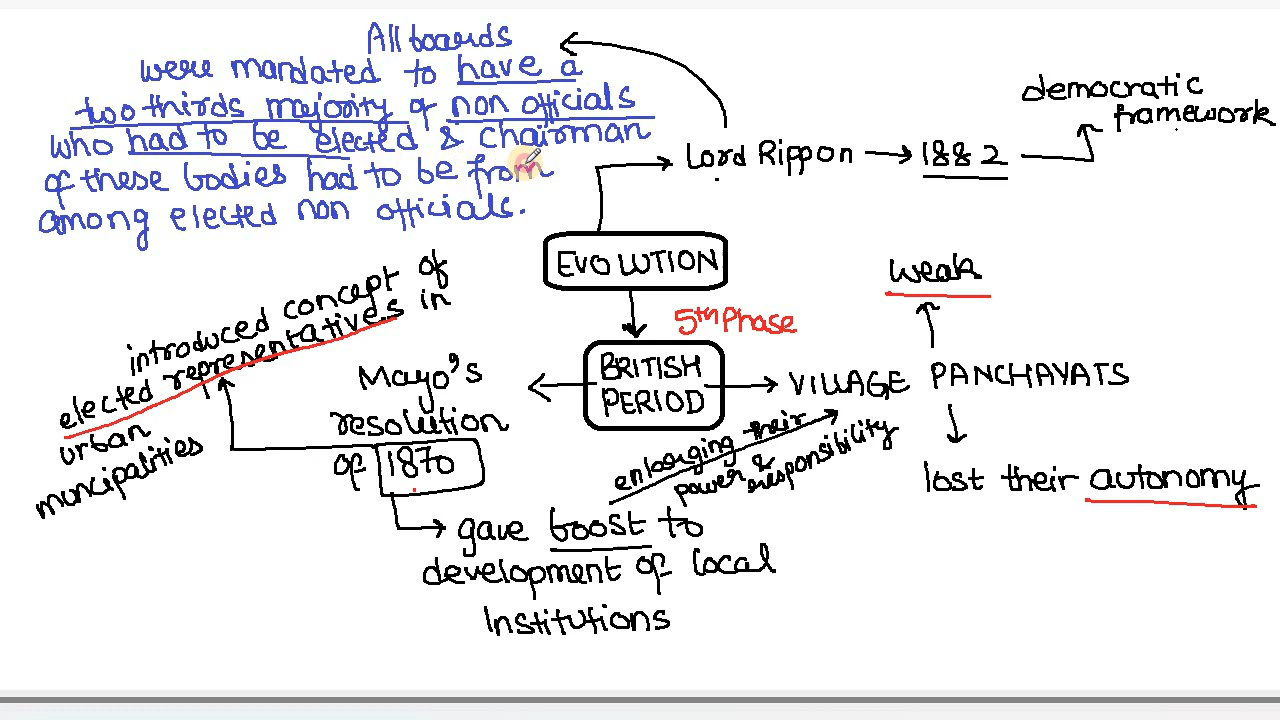 All boards
were mandated to have a
two thirds majority of non officials
who had to be elected & chairman
of these bodies had to be from
among elected non officials.
democratic
framework
Lord Rippon → 1882
EVOLUTION
5th Phase
BRITISH
PERIOD
weak
VILLAGE PANCHAYATS
lost their autonomy
introduced concept of
elected representatives in
urban
muncipalities
Mayo's
resolution
of 1870
enlarging their
power &
responsibility
gave boost to
development of local
Institutions